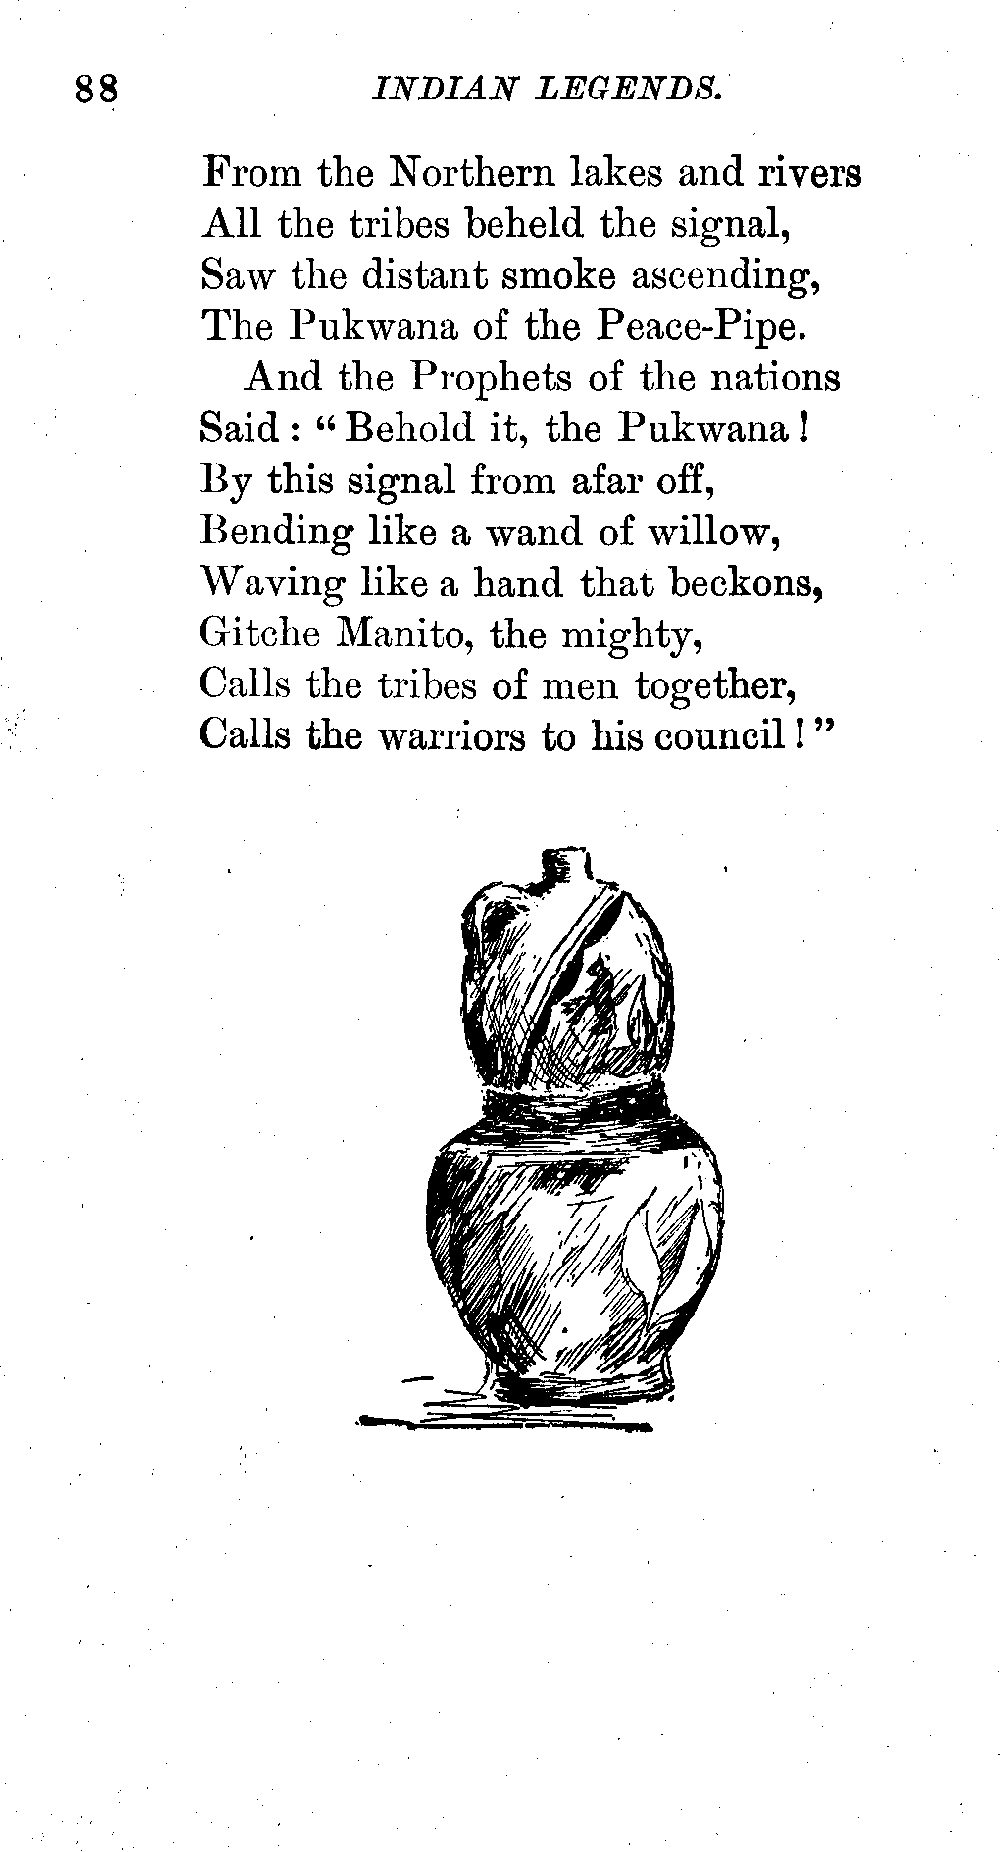 88 INDIAN LEGENDS.
From the Northern lakes and rivers
All the tribes beheld the signal,
Saw the distant smoke ascending,
The Pukwana of the Peace-Pipe.
And the Prophets of the nations
Said : “ Behold it, the Pukwana !
By this signal from afar off,
Bending like a wand of willow,
Waving like a hand that beckons,
Gitche Manito, the mighty,
Calls the tribes of men together,
Calls the warriors to his council ! ”